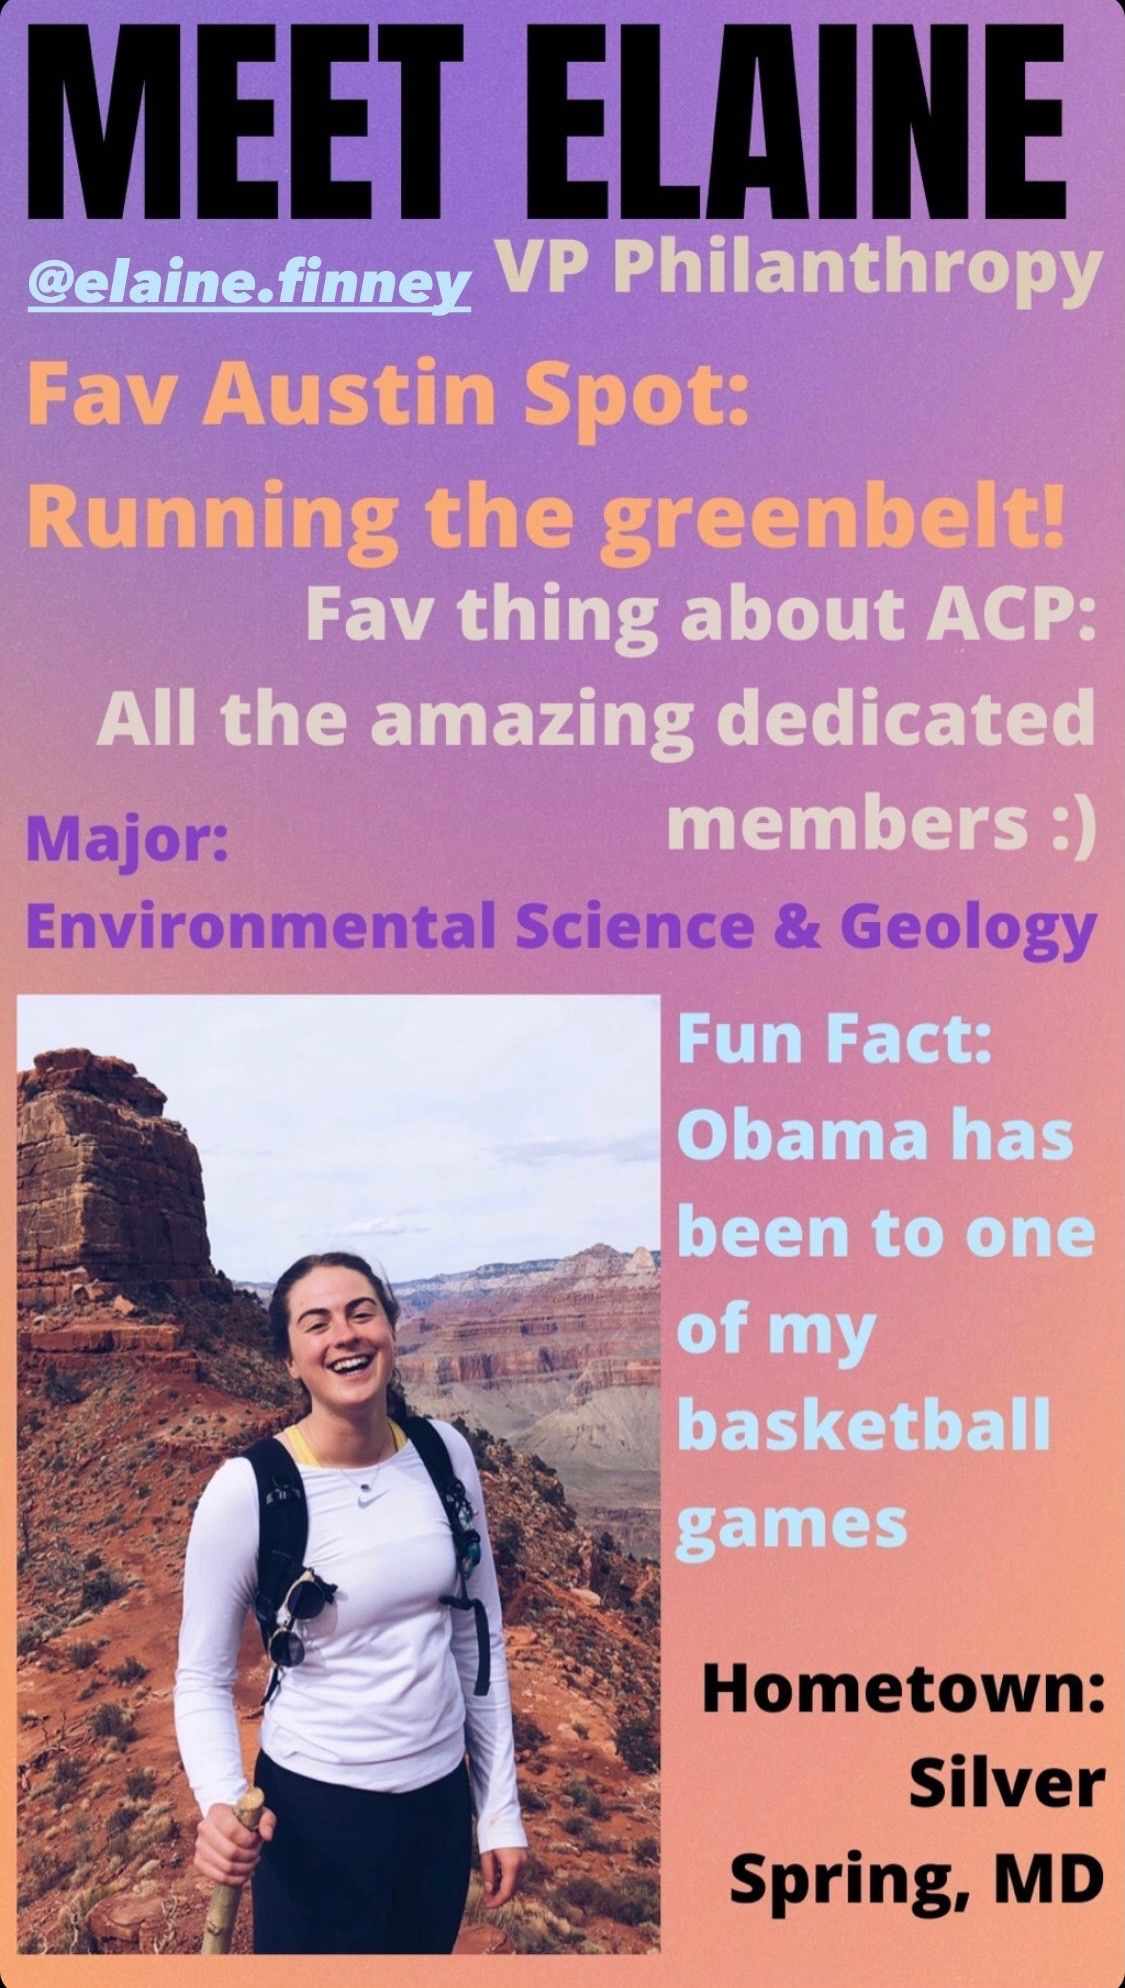 MEET ELAINE
@elaine.finney VP Philanthropy
Fav Austin Spot:
Running the greenbelt!
Fav thing about ACP:
All the amazing dedicated
members :)
Major:
Environmental Science & Geology
Fun Fact:
Obama has
been to one
of my
basketball
games
Hometown:
Silver
Spring, MD